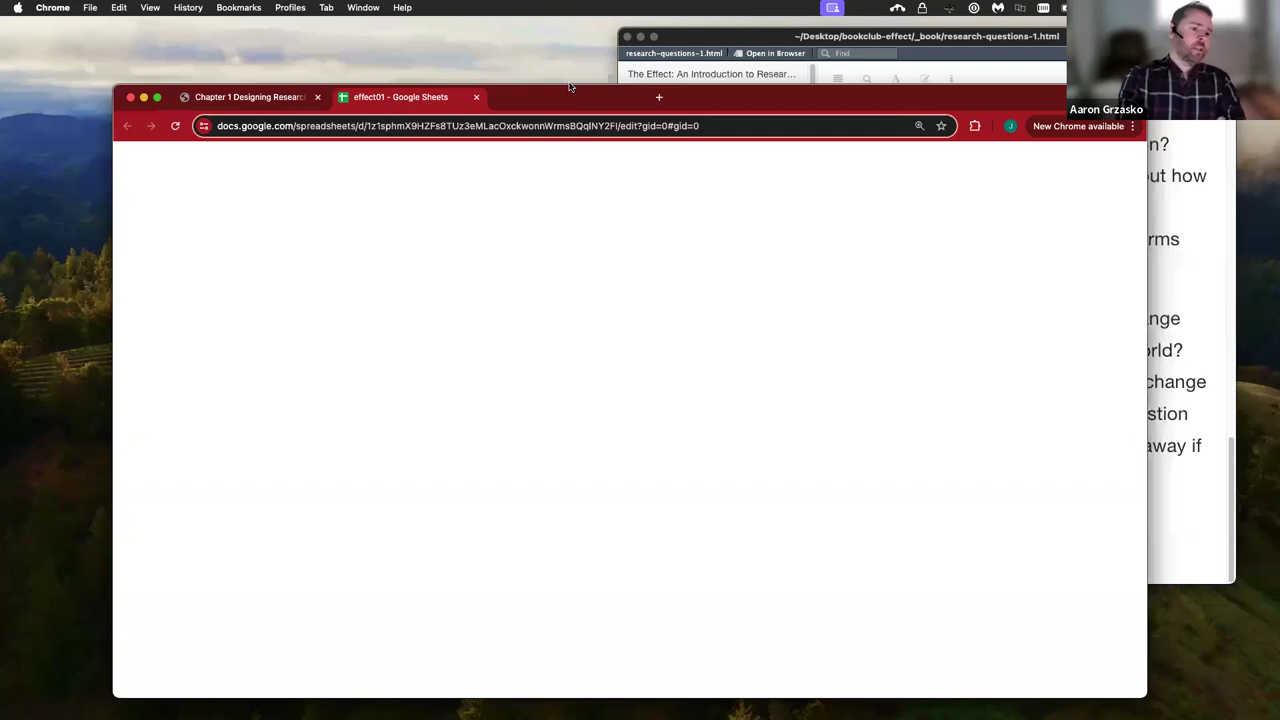 Chrome File Edit View History Bookmarks Profiles Tab Window Help
~/Desktop/bookclub-effect/_book/research-questions-1.html
research-questions-1.html Open in Browser Find
The Effect: An Introduction to Resear...
Chapter 1 Designing Researc
effect01 - Google Sheets
docs.google.com/spreadsheets/d/1z1sphmX9HZFs8TUz3eMLacOxckwonnWrmsBQqlNY2FI/edit?gid=0#gid=0
J
New Chrome available
Aaron Grzasko
n?
out how
rms
nge
orld?
change
stion
away if